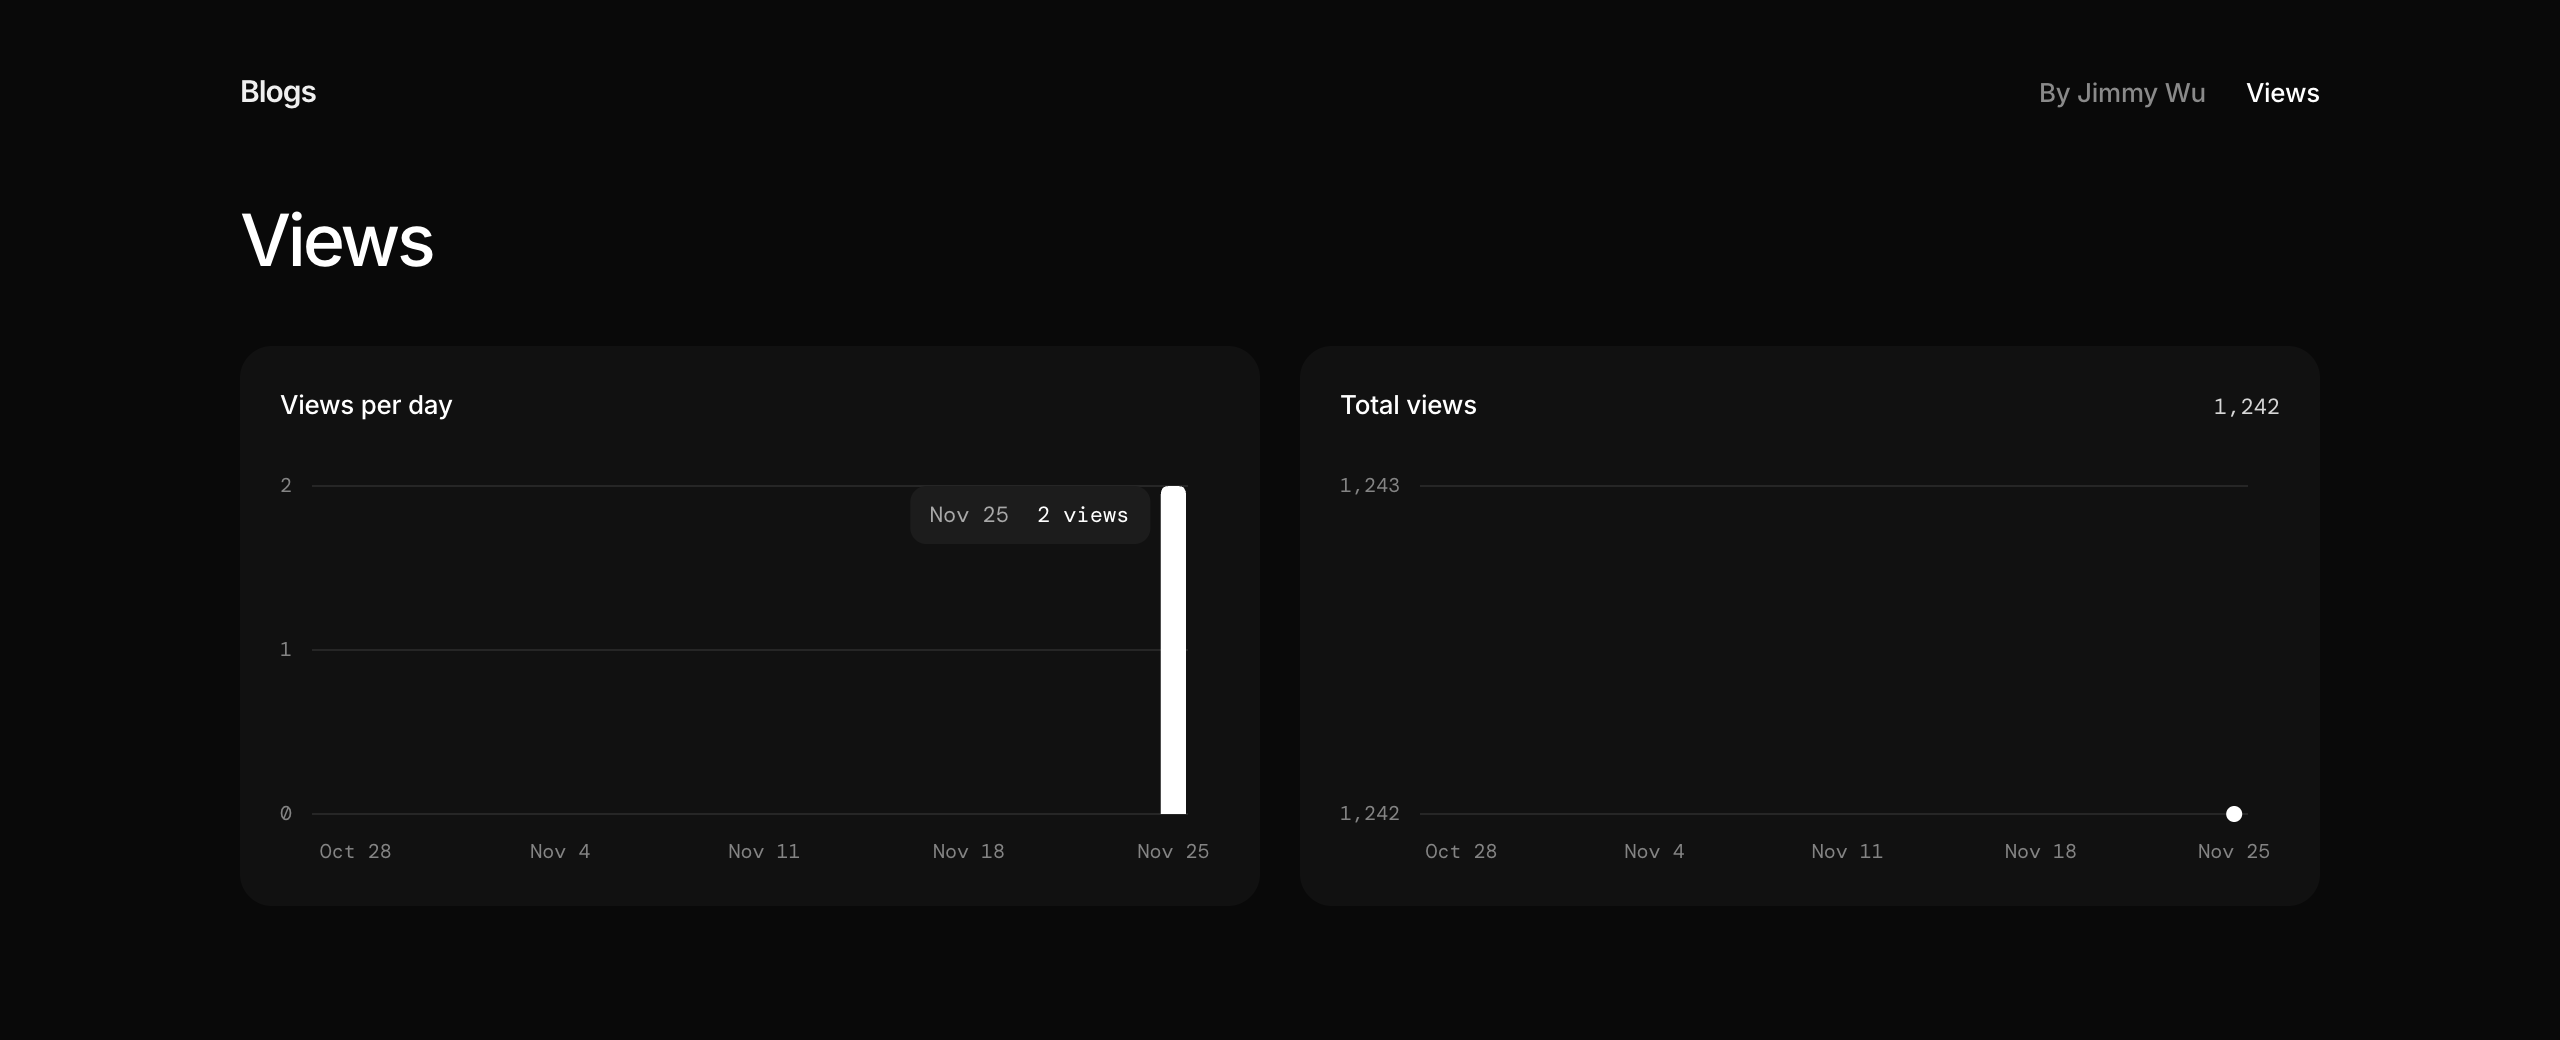 Blogs
By Jimmy Wu
Views
Views
Views per day
2
Nov 25 2 views
1
0
Oct 28 Nov 4 Nov 11 Nov 18 Nov 25
Total views
1,242
1,243
1,242
Oct 28 Nov 4 Nov 11 Nov 18 Nov 25